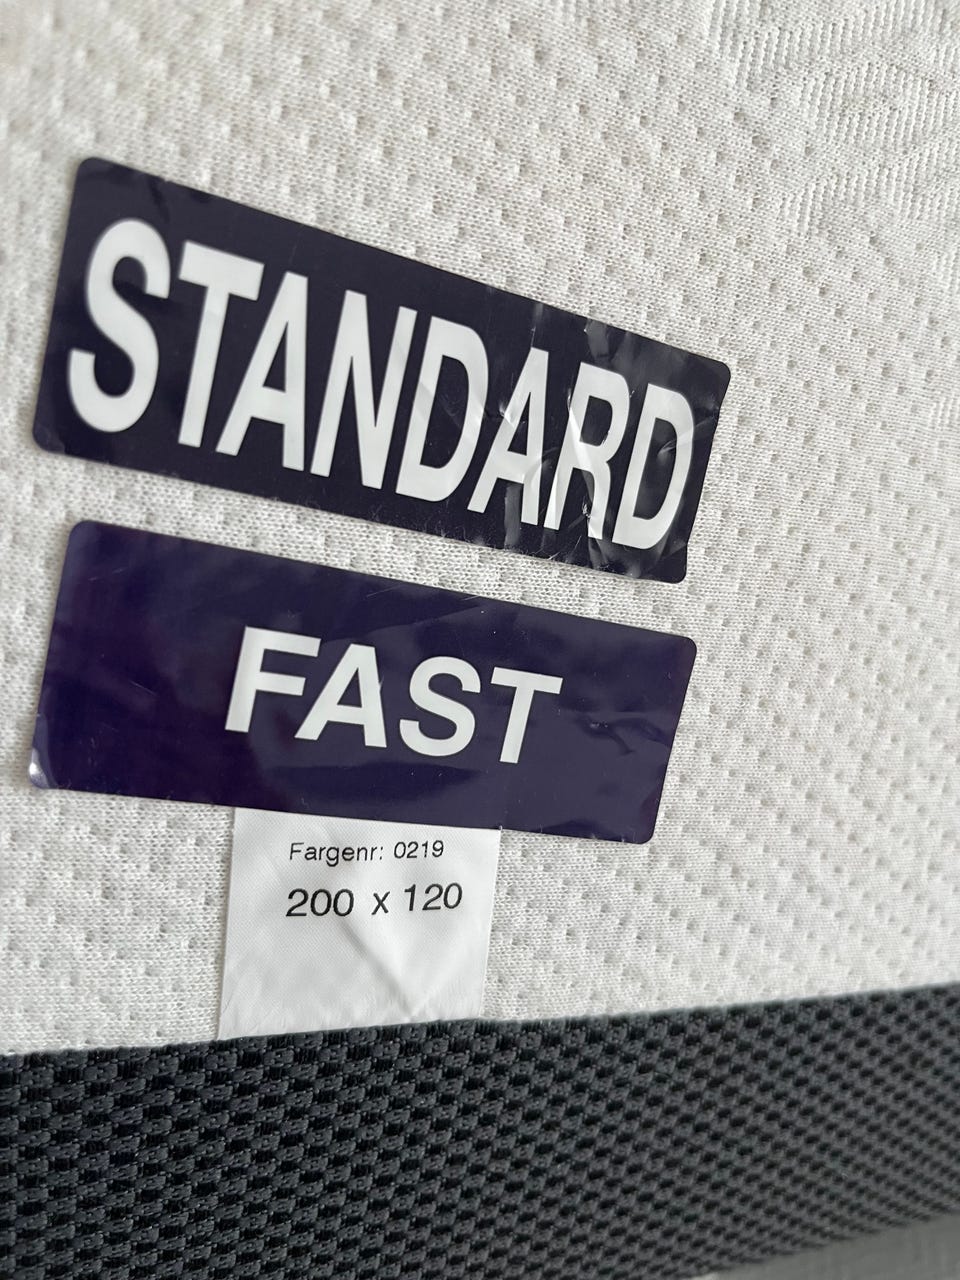 STANDARD
FAST
Fargenr: 0219
200 x 120